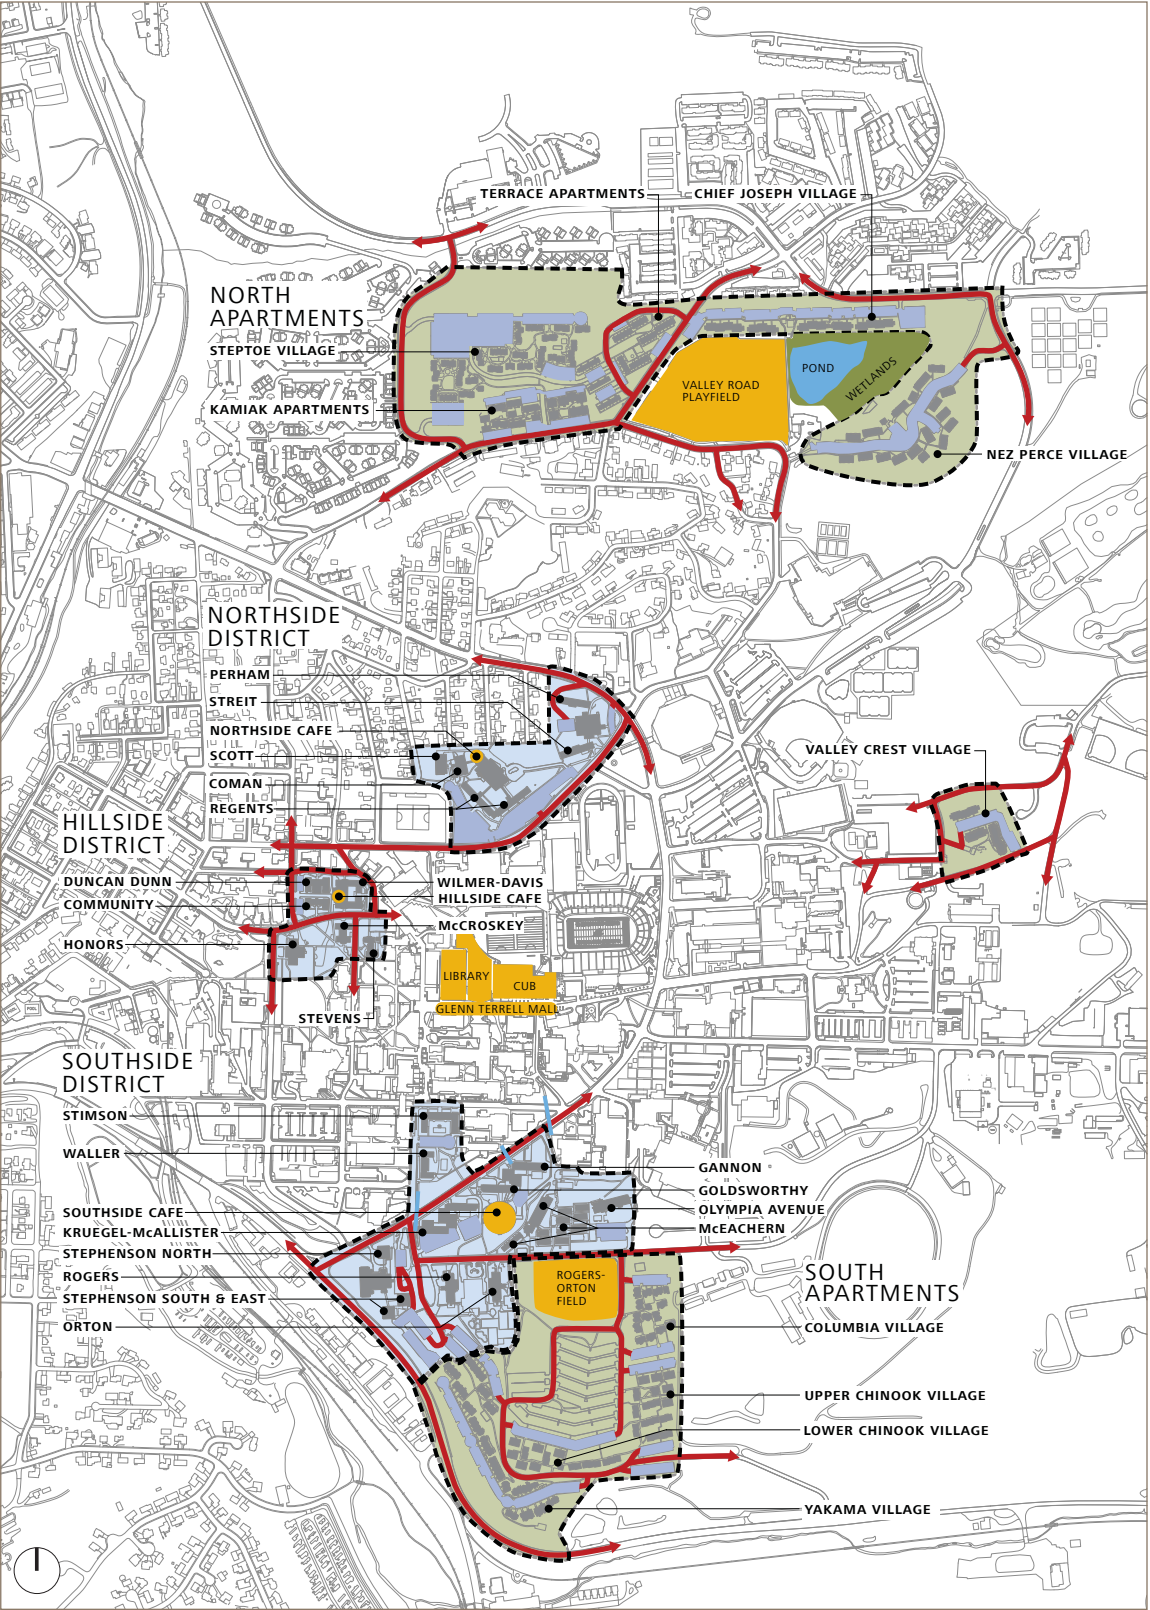 TERRACE APARTMENTS
CHIEF JOSEPH VILLAGE
NORTH
APARTMENTS
STEPTOE VILLAGE
KAMIAK APARTMENTS
VALLEY ROAD
PLAYFIELD
POND
WETLANDS
NEZ PERCE VILLAGE
NORTHSIDE
DISTRICT
PERHAM
STREIT
NORTHSIDE CAFE
SCOTT
COMAN
REGENTS
VALLEY CREST VILLAGE
HILLSIDE
DISTRICT
DUNCAN DUNN
COMMUNITY
HONORS
WILMER-DAVIS
HILLSIDE CAFE
McCROSKEY
STEVENS
LIBRARY
CUB
GLENN TERRELL MALL
SOUTHSIDE
DISTRICT
STIMSON
WALLER
SOUTHSIDE CAFE
KRUEGEL-McALLISTER
STEPHENSON NORTH
ROGERS
STEPHENSON SOUTH & EAST
ORTON
GANNON
GOLDSWORTHY
OLYMPIA AVENUE
McEACHERN
ROGERS-
ORTON
FIELD
SOUTH
APARTMENTS
COLUMBIA VILLAGE
UPPER CHINOOK VILLAGE
LOWER CHINOOK VILLAGE
YAKAMA VILLAGE